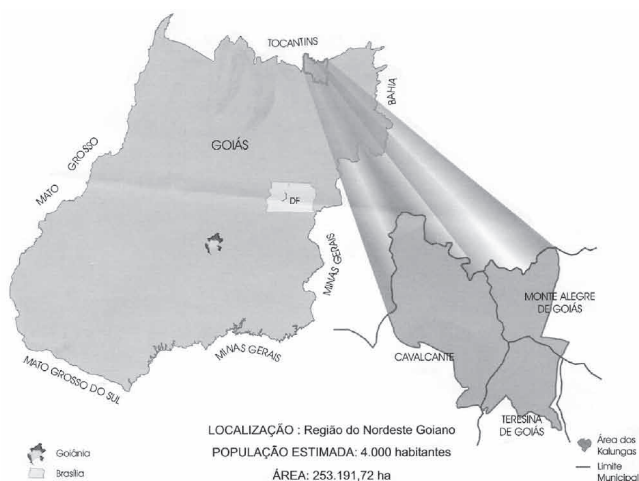 TOCANTINS
BAHIA
GOIÁS
MATO GROSSO
DF
MINAS GERAIS
MONTE ALEGRE
DE GOIÁS
CAVALCANTE
MINAS GERAIS
MATO GROSSO DO SUL
TERESINA
DE GOIÁS
LOCALIZAÇÃO : Região do Nordeste Goiano
POPULAÇÃO ESTIMADA: 4.000 habitantes
ÁREA: 253.191,72 ha
Goiânia
Brasília
Área dos
Kalungas
Limite
Municipal